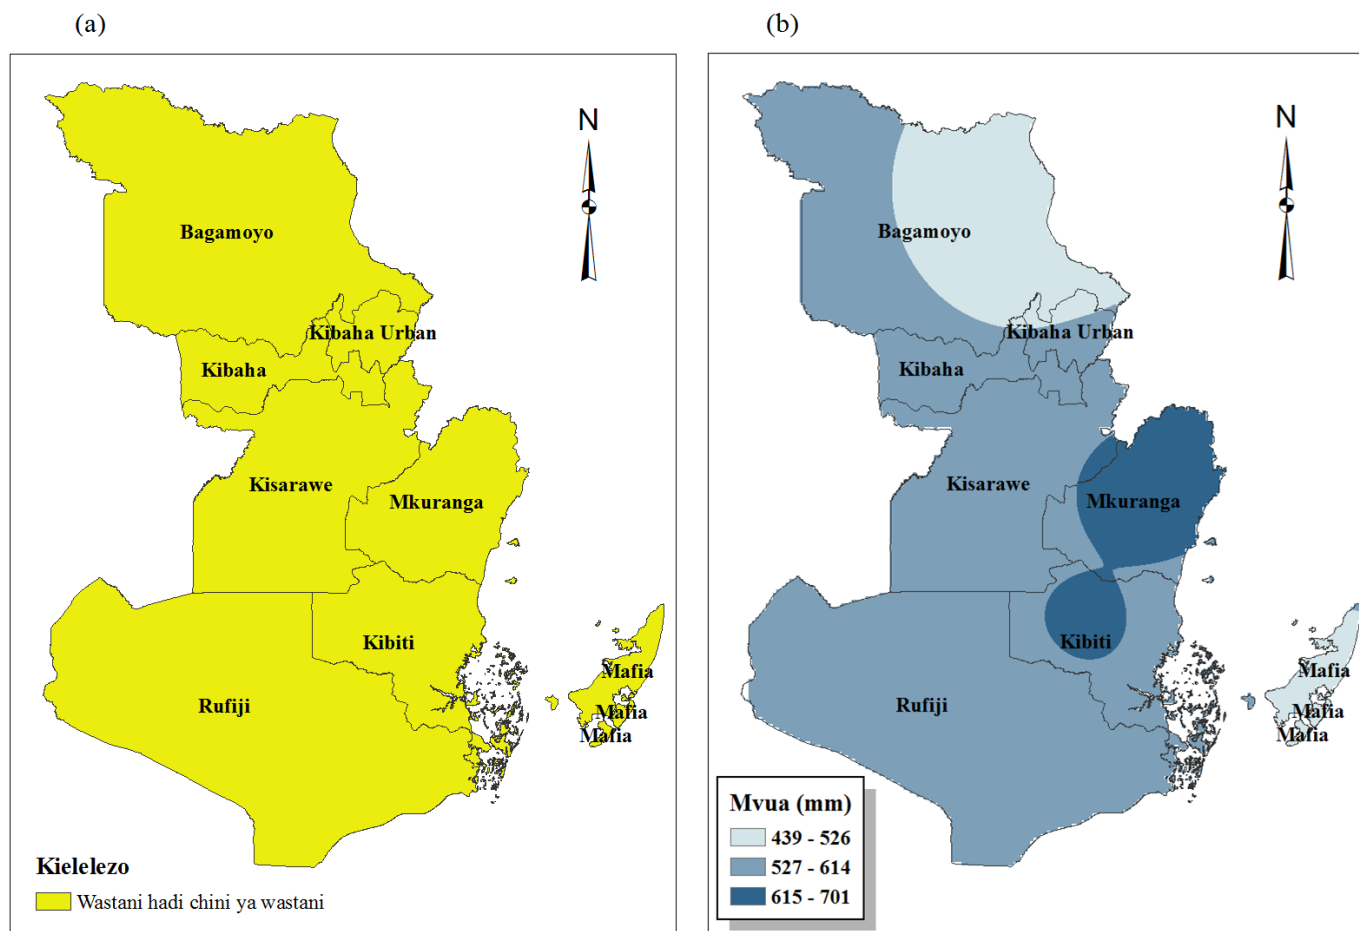 (a)
N
Bagamoyo
Kibaha Urban
Kibaha
Kisarawe
Mkuranga
Kibiti
Rufiji
Mafia
Mafia
Mafia
Kielelezo
Wastani hadi chini ya wastani
(b)
N
Bagamoyo
Kibaha Urban
Kibaha
Kisarawe
Mkuranga
Kibiti
Rufiji
Mafia
Mafia
Mafia
Mvua (mm)
439 - 526
527 - 614
615 - 701